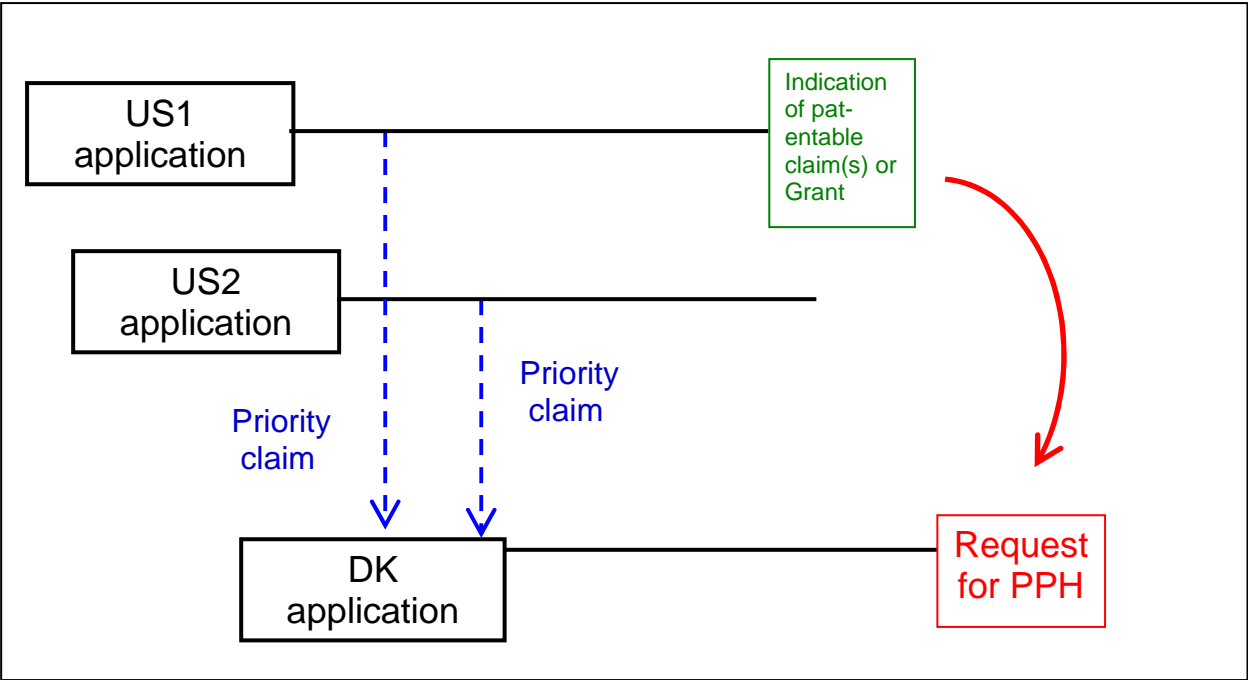 US1
application
Indication
of pat-
entable
claim(s) or
Grant
US2
application
Priority
claim
Priority
claim
DK
application
Request
for PPH